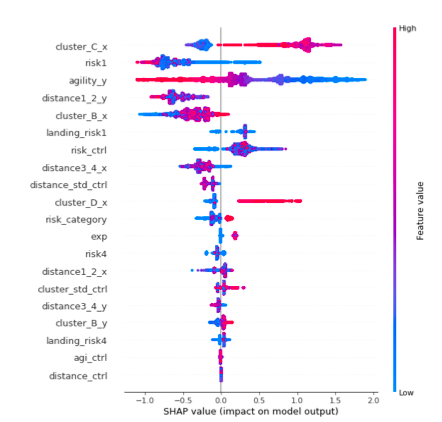 High
cluster_C_x
risk1
agility_y
distance1_2_y
cluster_B_x
landing_risk1
risk_ctrl
distance3_4_x
distance_std_ctrl
cluster_D_x
risk_category
exp
risk4
distance1_2_x
cluster_std_ctrl
distance3_4_y
cluster_B_y
landing_risk4
agi_ctrl
distance_ctrl
Feature value
Low
−1.0 −0.5 0.0 0.5 1.0 1.5 2.0
SHAP value (impact on model output)